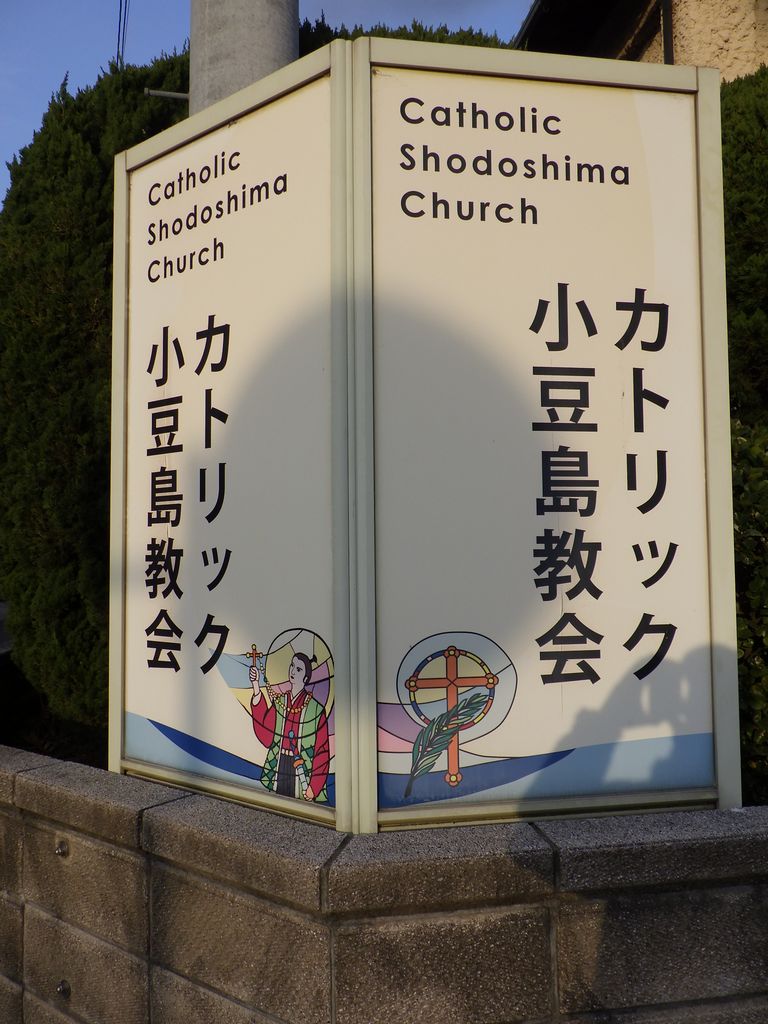 Catholic
Shodoshima
Church
カトリック
小豆島教会
Catholic
Shodoshima
Church
カトリック
小豆島教会